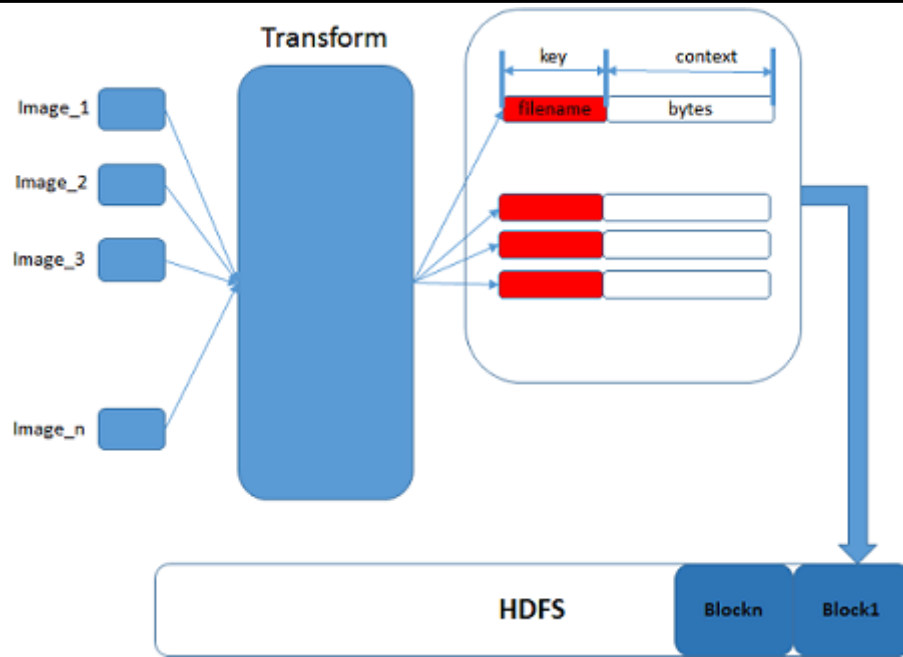 Transform
key
context
Image_1
filename
bytes
Image_2
Image_3
Image_n
HDFS
Blockn
Block1